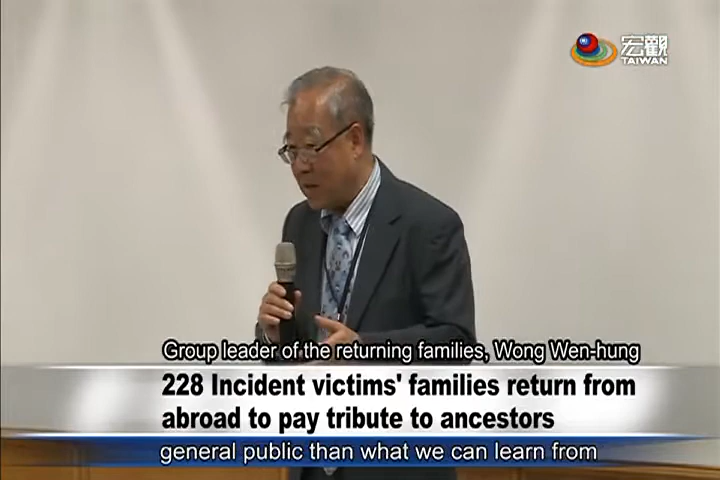 宏觀
TAIWAN
Group leader of the returning families, Wong Wen-hung
228 Incident victims' families return from
abroad to pay tribute to ancestors
general public than what we can learn from